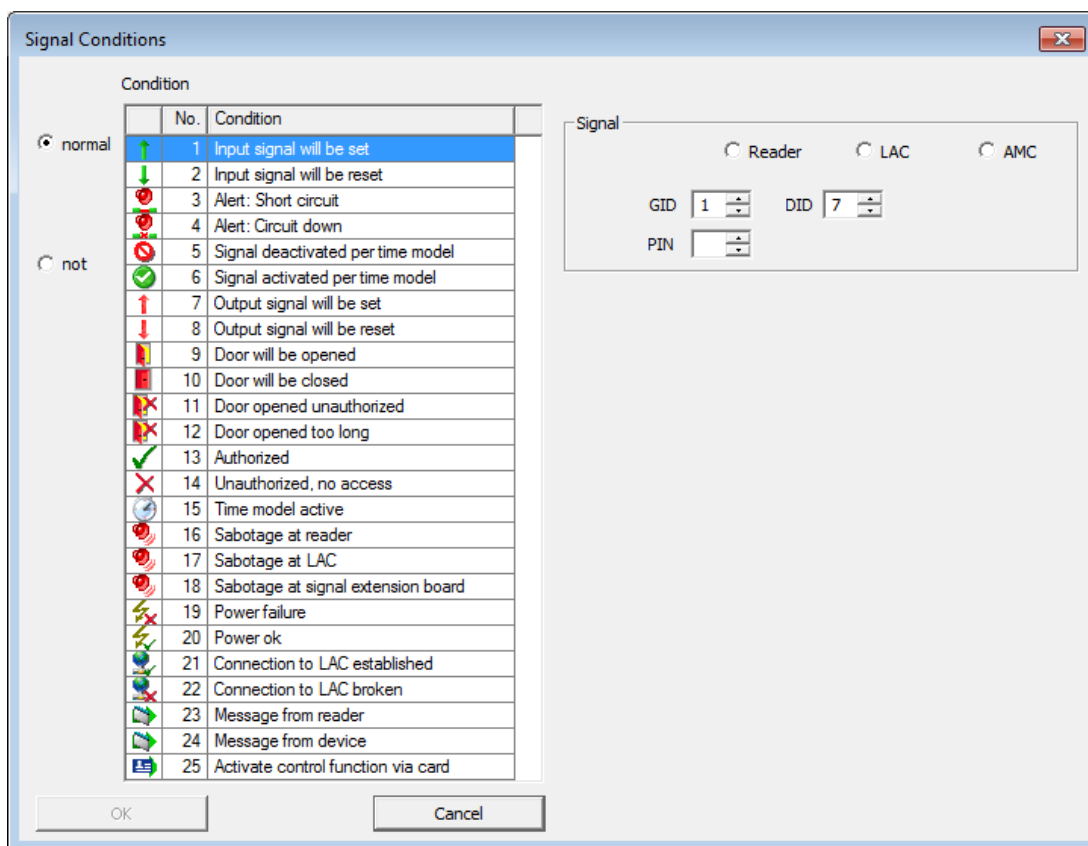 Signal Conditions
Condition
No. Condition
normal
not
1 Input signal will be set
2 Input signal will be reset
3 Alert: Short circuit
4 Alert: Circuit down
5 Signal deactivated per time model
6 Signal activated per time model
7 Output signal will be set
8 Output signal will be reset
9 Door will be opened
10 Door will be closed
11 Door opened unauthorized
12 Door opened too long
13 Authorized
14 Unauthorized, no access
15 Time model active
16 Sabotage at reader
17 Sabotage at LAC
18 Sabotage at signal extension board
19 Power failure
20 Power ok
21 Connection to LAC established
22 Connection to LAC broken
23 Message from reader
24 Message from device
25 Activate control function via card
Signal
Reader LAC AMC
GID 1 DID 7
PIN
OK Cancel